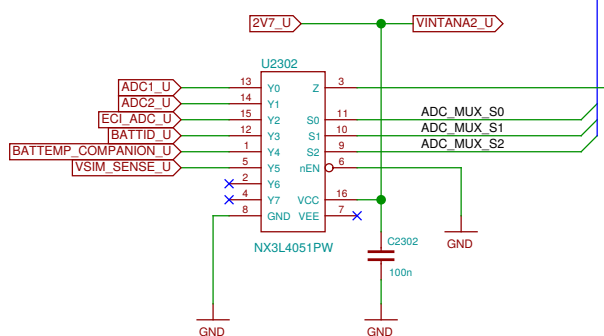 2V7_U VINTANA2_U
U2302
ADC1_U 13 Y0 Z 3
ADC2_U 14 Y1
ECI_ADC_U 15 Y2 S0 11 ADC_MUX_S0
BATTID_U 12 Y3 S1 10 ADC_MUX_S1
BATTEMP_COMPANION_U 1 Y4 S2 9 ADC_MUX_S2
VSIM_SENSE_U 5 Y5 nEN 6
2 Y6
4 Y7 VCC 16
8 GND VEE 7
NX3L4051PW
C2302
GND
100n
GND
GND